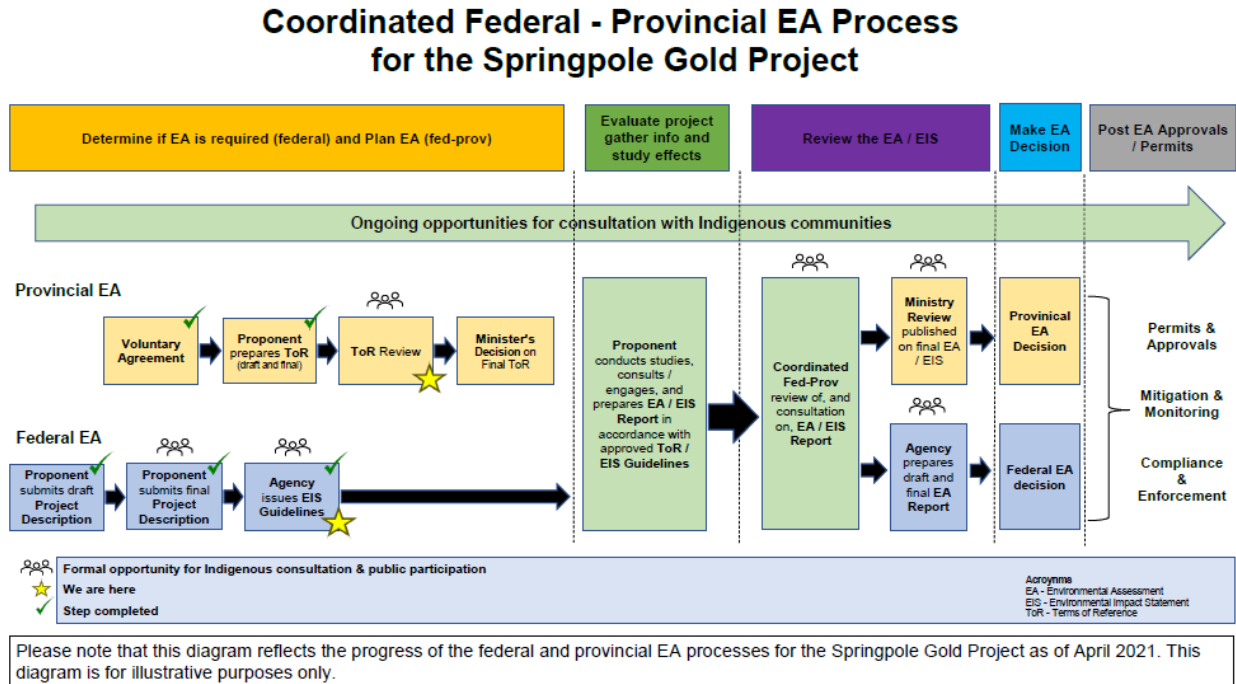 Coordinated Federal - Provincial EA Process
for the Springpole Gold Project
Determine if EA is required (federal) and Plan EA (fed-prov)
Evaluate project
gather info and
study effects
Review the EA / EIS
Make EA
Decision
Post EA Approvals
/ Permits
Ongoing opportunities for consultation with Indigenous communities
Provincial EA
Voluntary
Agreement
Proponent
prepares ToR
(draft and final)
ToR Review
Minister's
Decision on
Final ToR
Federal EA
Proponent
submits draft
Project
Description
Proponent
submits final
Project
Description
Agency
issues EIS
Guidelines
Proponent
conducts studies,
consults /
engages, and
prepares EA / EIS
Report in
accordance with
approved ToR /
EIS Guidelines
Coordinated
Fed-Prov
review of, and
consultation
on, EA / EIS
Report
Ministry
Review
published
on final EA
/ EIS
Agency
prepares
draft and
final EA
Report
Provinical
EA
Decision
Federal EA
decision
Permits &
Approvals
Mitigation &
Monitoring
Compliance
&
Enforcement
Formal opportunity for Indigenous consultation & public participation
We are here
Step completed
Acroynms
EA - Environmental Assessment
EIS - Environmental Impact Statement
ToR - Terms of Reference
Please note that this diagram reflects the progress of the federal and provincial EA processes for the Springpole Gold Project as of April 2021. This
diagram is for illustrative purposes only.